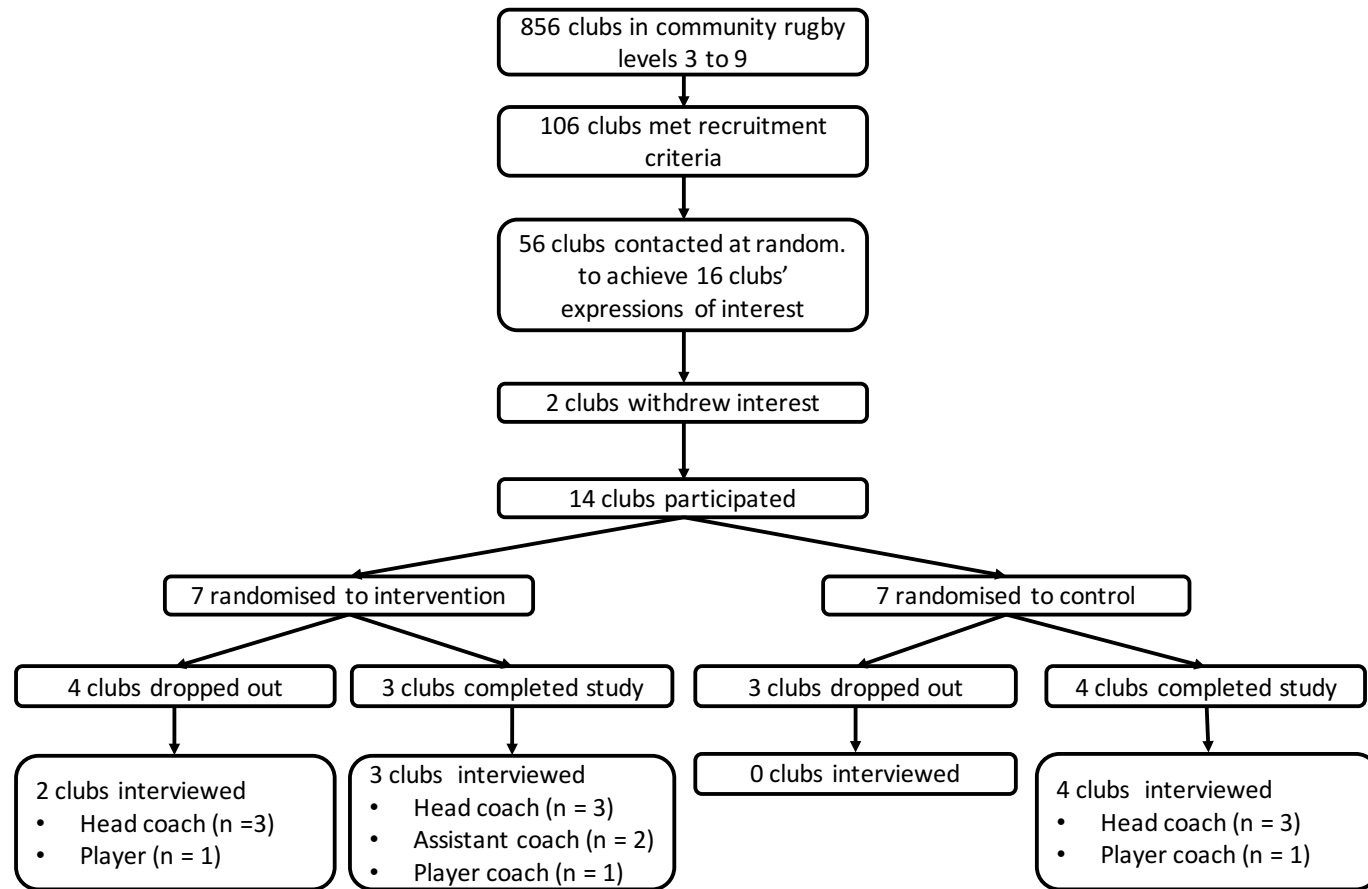 856 clubs in community rugby
levels 3 to 9
106 clubs met recruitment
criteria
56 clubs contacted at random.
to achieve 16 clubs’
expressions of interest
2 clubs withdrew interest
14 clubs participated
7 randomised to intervention
7 randomised to control
4 clubs dropped out
3 clubs completed study
3 clubs dropped out
4 clubs completed study
2 clubs interviewed
• Head coach (n =3)
• Player (n = 1)
3 clubs interviewed
• Head coach (n = 3)
• Assistant coach (n = 2)
• Player coach (n = 1)
0 clubs interviewed
4 clubs interviewed
• Head coach (n = 3)
• Player coach (n = 1)